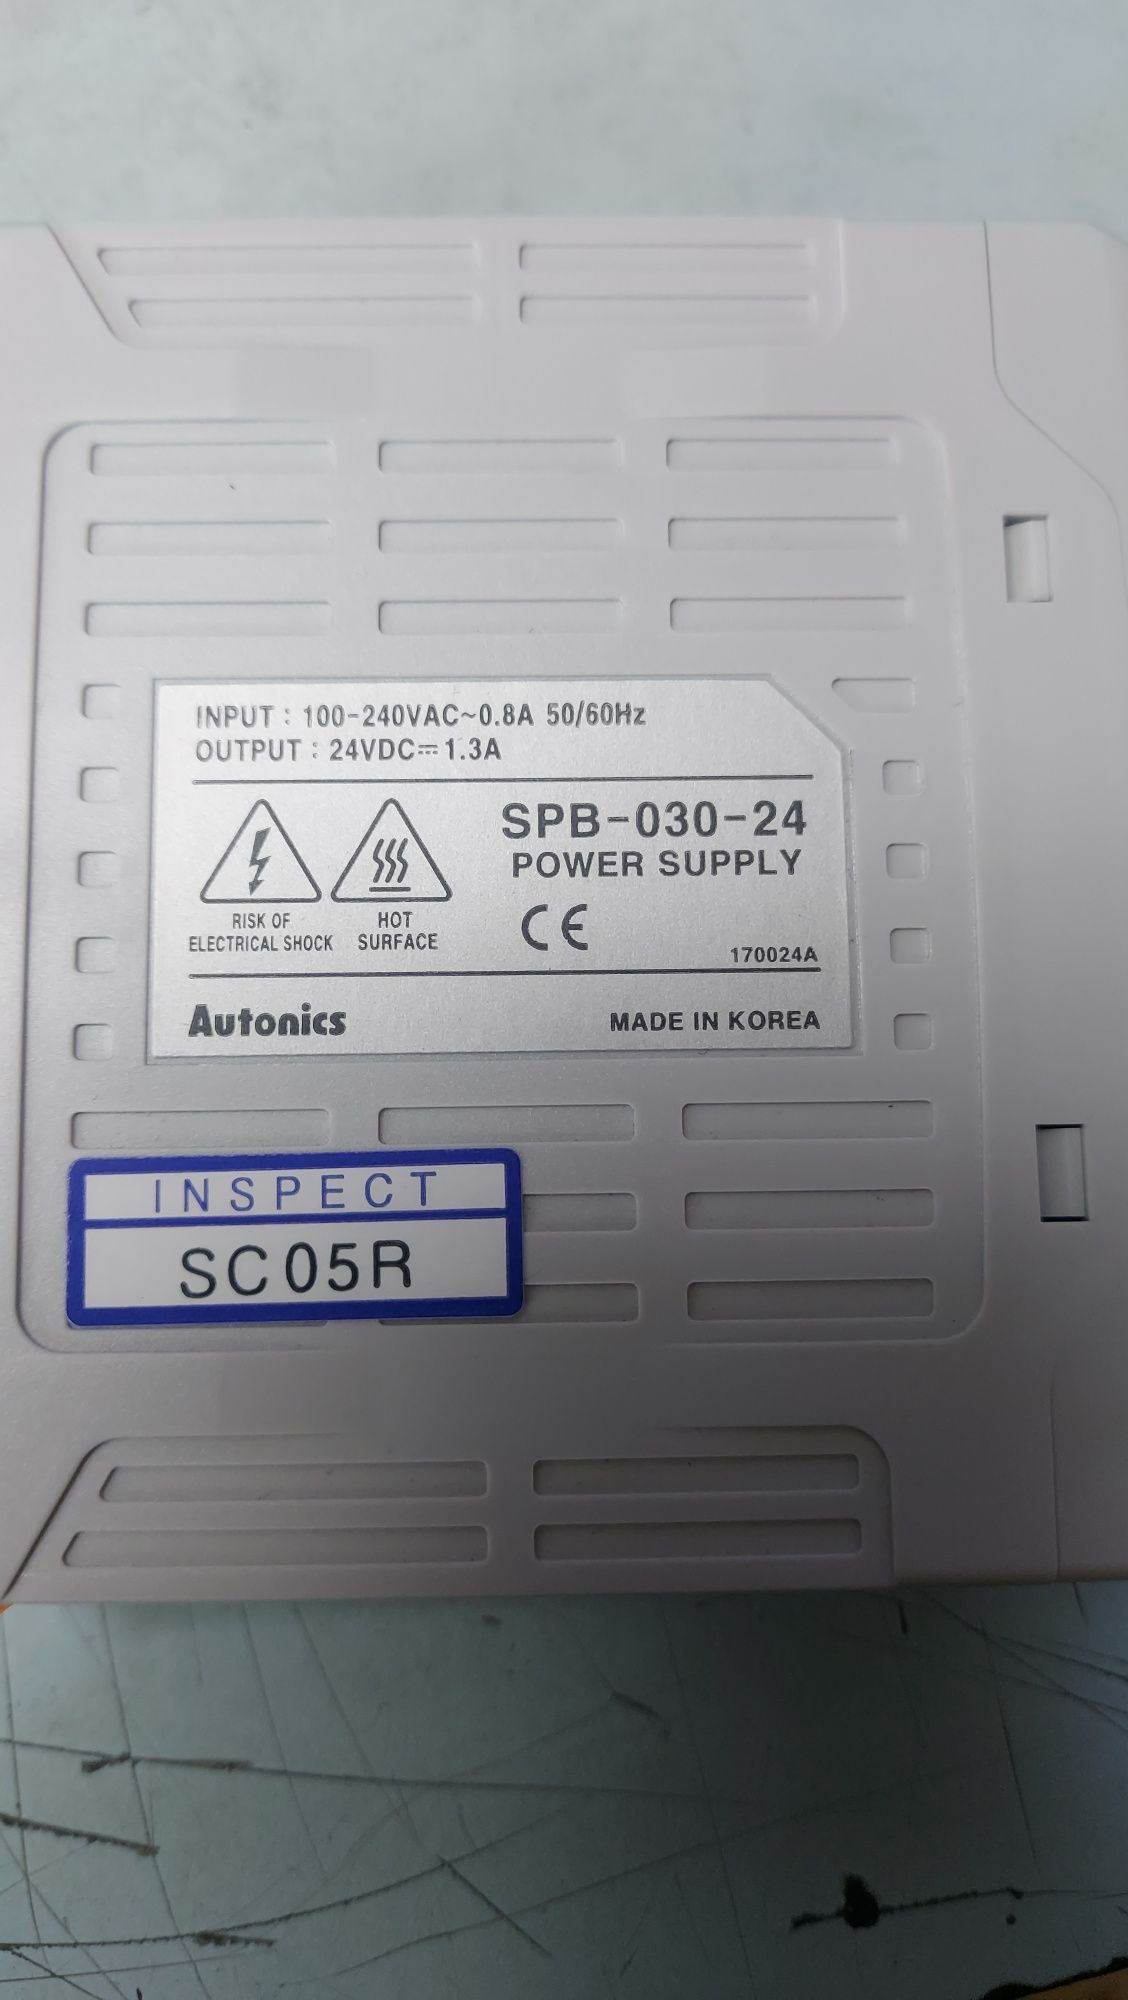 INPUT : 100-240VAC~0.8A 50/60Hz
OUTPUT : 24VDC⎓1.3A
SPB-030-24
POWER SUPPLY
RISK OF
ELECTRICAL SHOCK
HOT
SURFACE
CE
170024A
Autonics
MADE IN KOREA
INSPECT
SC05R